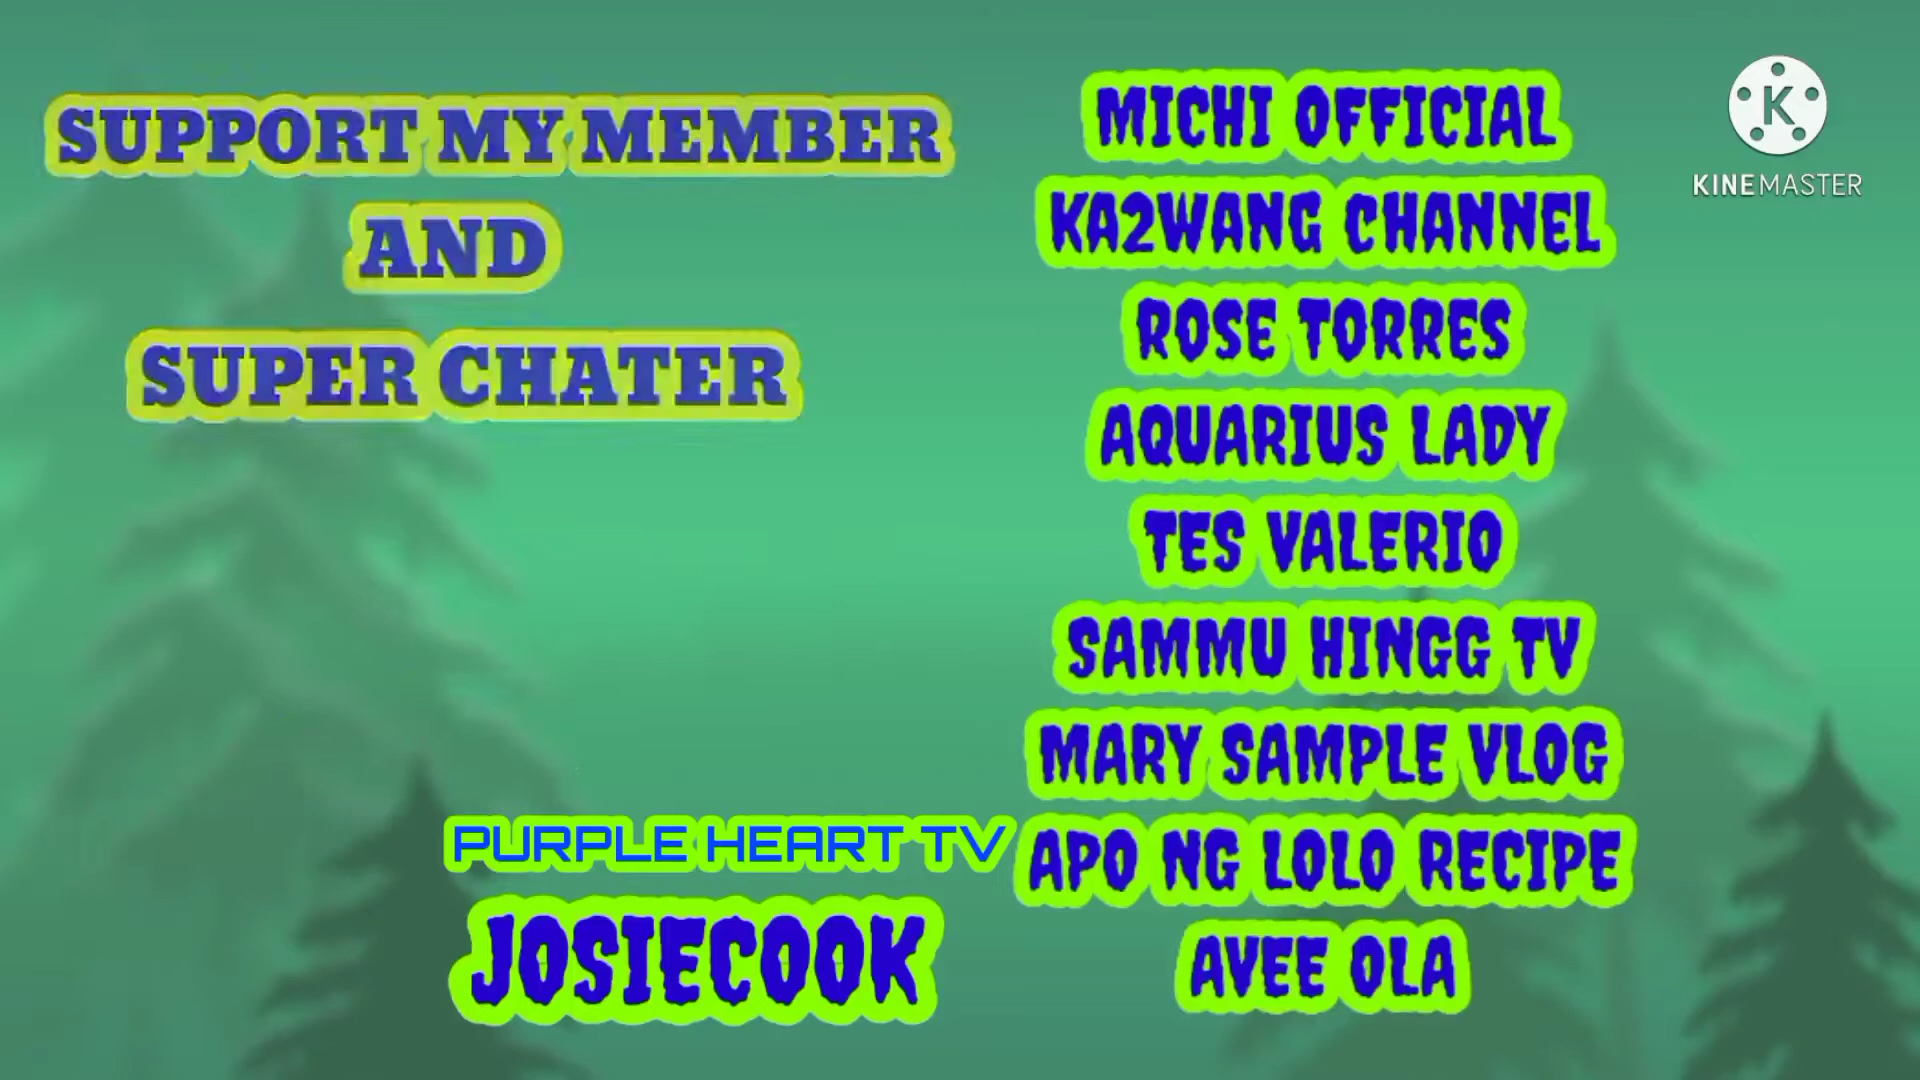 SUPPORT MY MEMBER
AND
SUPER CHATER
PURPLE HEART TV
JOSIECOOK
MICHI OFFICIAL
KA2WANG CHANNEL
ROSE TORRES
AQUARIUS LADY
TES VALERIO
SAMMU HINGG TV
MARY SAMPLE VLOG
APO NG LOLO RECIPE
AVEE OLA
K
KINEMASTER